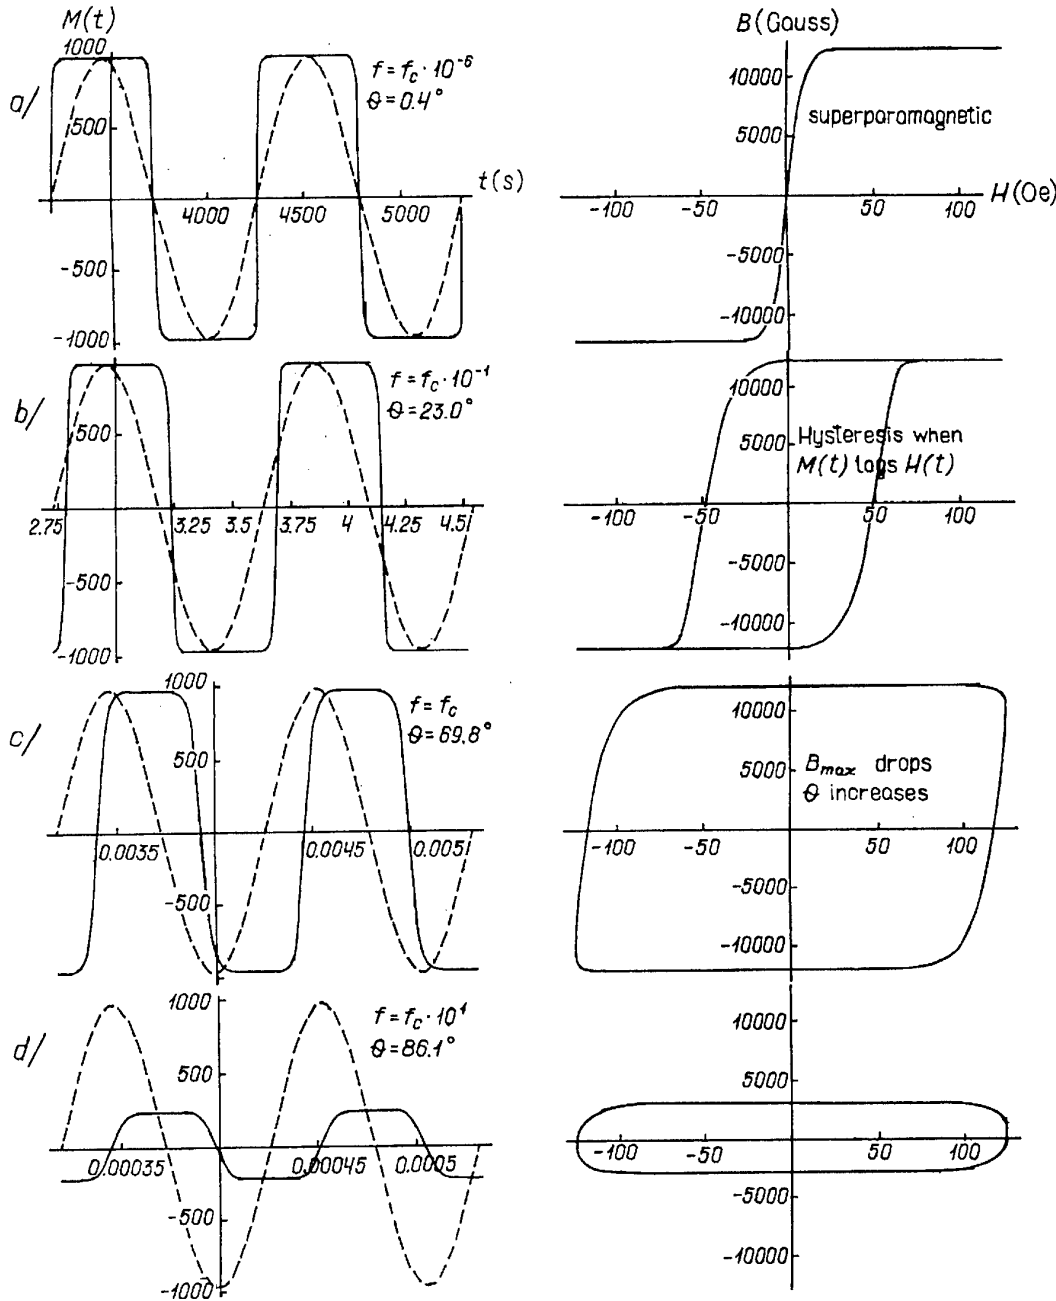 M(t)
B(Gauss)
a/
1000
500
-500
-1000
f = f_c · 10^-6
Θ = 0.4°
t(s)
4000 4500 5000
10000
5000
-5000
-10000
superparamagnetic
-100 -50 50 100
H(Oe)
b/
500
-500
-1000
f = f_c · 10^-1
Θ = 23.0°
2.75 3.25 3.5 3.75 4 4.25 4.5
10000
5000
-5000
-10000
Hysteresis when
M(t) lags H(t)
-100 -50 50 100
c/
1000
500
-500
f = f_c
Θ = 69,8°
0.0035 0.0045 0.005
10000
5000
-5000
-10000
B_max drops
Θ increases
-100 -50 50 100
d/
1000
500
-500
-1000
f = f_c · 10^1
Θ = 86.1°
0.00035 0.00045 0.0005
10000
5000
-5000
-10000
-100 -50 50 100